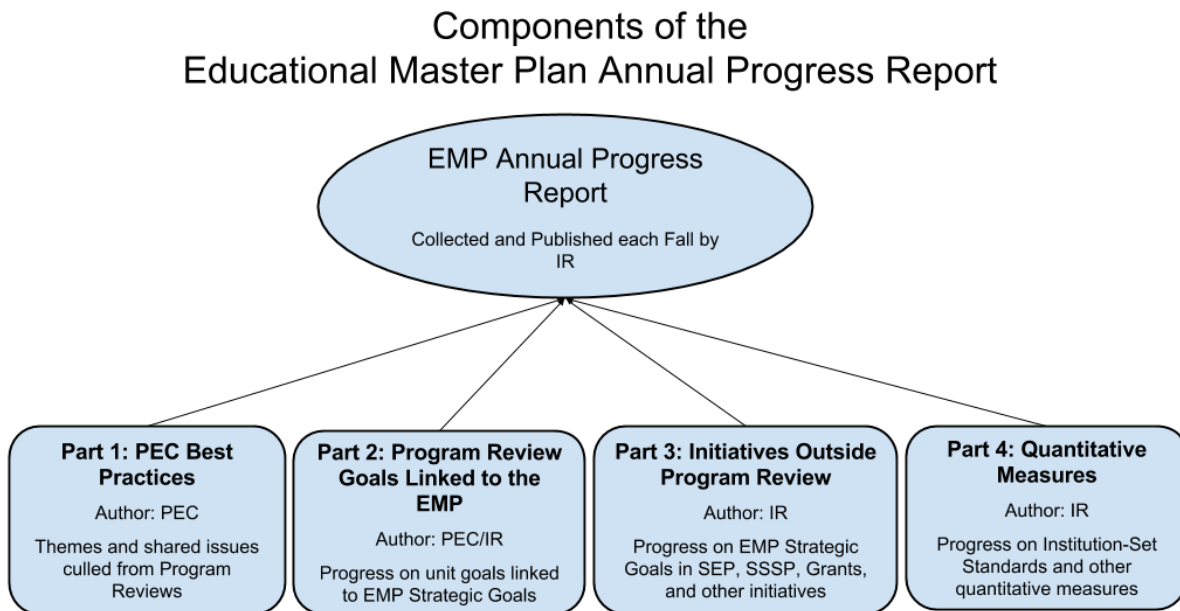 Components of the
Educational Master Plan Annual Progress Report
EMP Annual Progress
Report
Collected and Published each Fall by
IR
Part 1: PEC Best
Practices
Author: PEC
Themes and shared issues
culled from Program
Reviews
Part 2: Program Review
Goals Linked to the
EMP
Author: PEC/IR
Progress on unit goals linked
to EMP Strategic Goals
Part 3: Initiatives Outside
Program Review
Author: IR
Progress on EMP Strategic
Goals in SEP, SSSP, Grants,
and other initiatives
Part 4: Quantitative
Measures
Author: IR
Progress on Institution-Set
Standards and other
quantitative measures